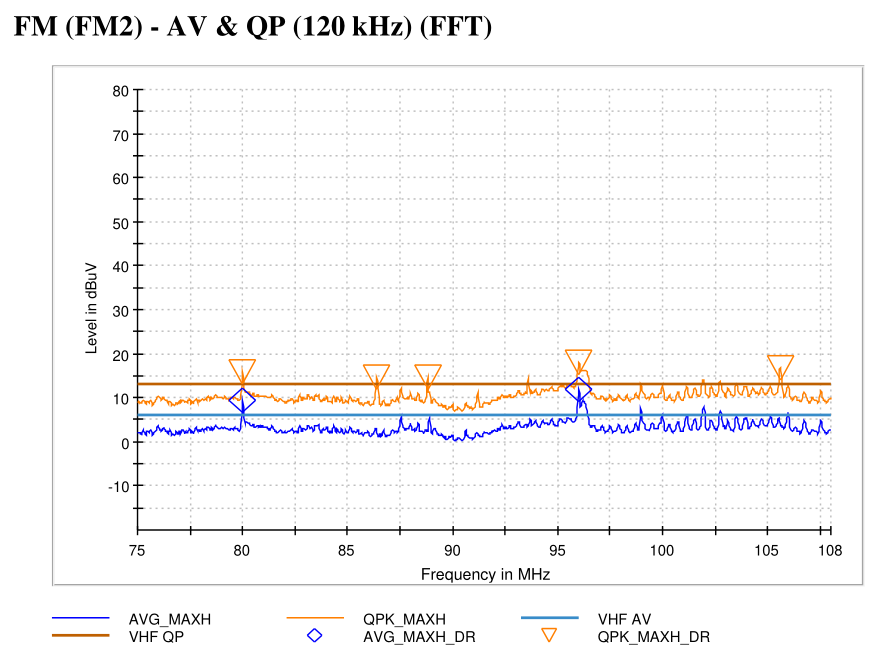 FM (FM2) - AV & QP (120 kHz) (FFT)
80
70
60
50
40
30
20
10
0
-10
Level in dBuV
75 80 85 90 95 100 105 108
Frequency in MHz
AVG_MAXH QPK_MAXH VHF AV
VHF QP AVG_MAXH_DR QPK_MAXH_DR